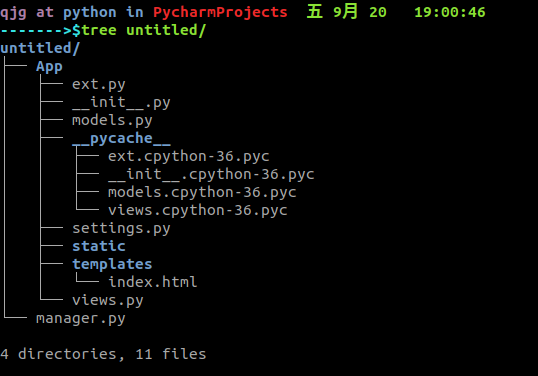 qjg at python in PycharmProjects  五 9月 20   19:00:46
------->$tree untitled/
untitled/
├── App
│   ├── ext.py
│   ├── __init__.py
│   ├── models.py
│   ├── __pycache__
│   │   ├── ext.cpython-36.pyc
│   │   ├── __init__.cpython-36.pyc
│   │   ├── models.cpython-36.pyc
│   │   └── views.cpython-36.pyc
│   ├── settings.py
│   ├── static
│   ├── templates
│   │   └── index.html
│   └── views.py
└── manager.py
4 directories, 11 files